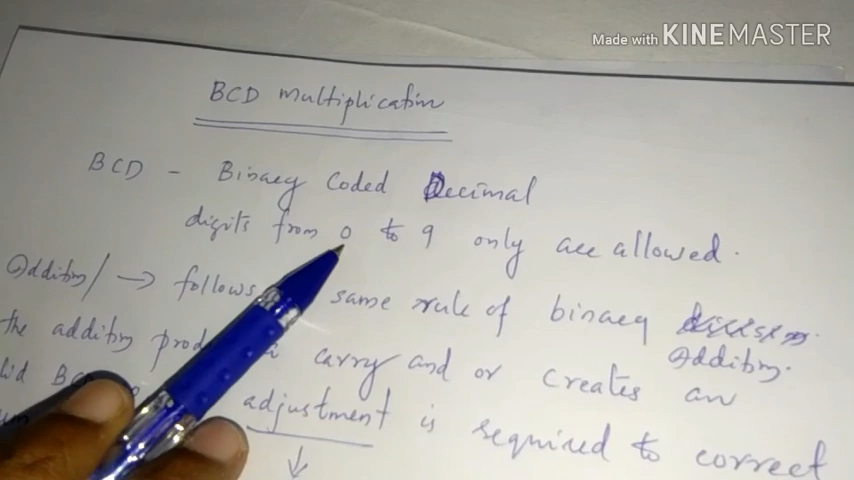 Made with KINEMASTER
BCD multiplication
BCD - Binary Coded Decimal
digits from 0 to 9 only are allowed.
Addition/ → follows same rule of binary
Addition.
the addition carry and or creates an
adjustment is required to correct
↓